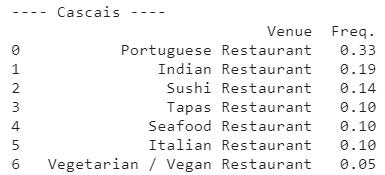 ---- Cascais ----
Venue Freq.
0 Portuguese Restaurant 0.33
1 Indian Restaurant 0.19
2 Sushi Restaurant 0.14
3 Tapas Restaurant 0.10
4 Seafood Restaurant 0.10
5 Italian Restaurant 0.10
6 Vegetarian / Vegan Restaurant 0.05